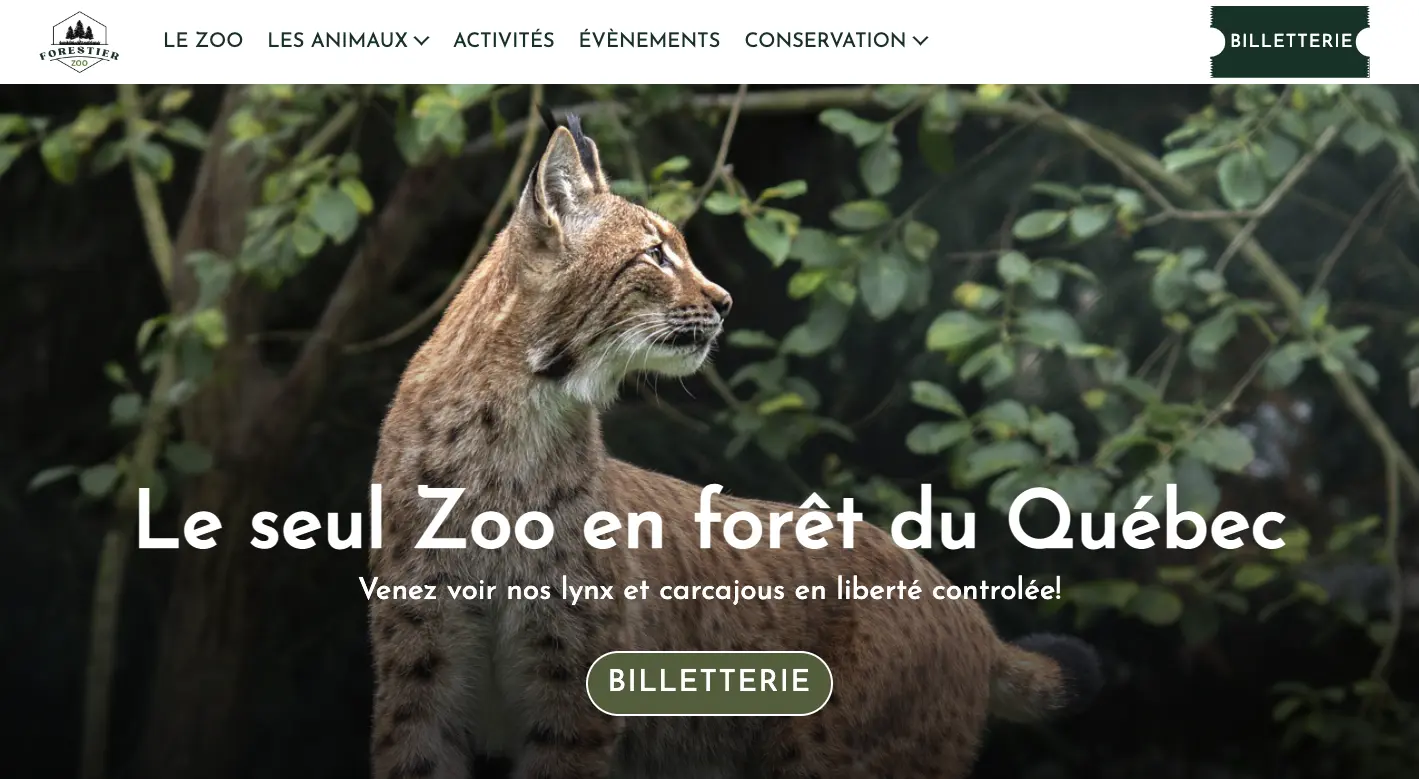 FORESTIER
ZOO
LE ZOO LES ANIMAUX ACTIVITÉS ÉVÈNEMENTS CONSERVATION BILLETTERIE
Le seul Zoo en forêt du Québec
Venez voir nos lynx et carcajous en liberté controlée!
BILLETTERIE